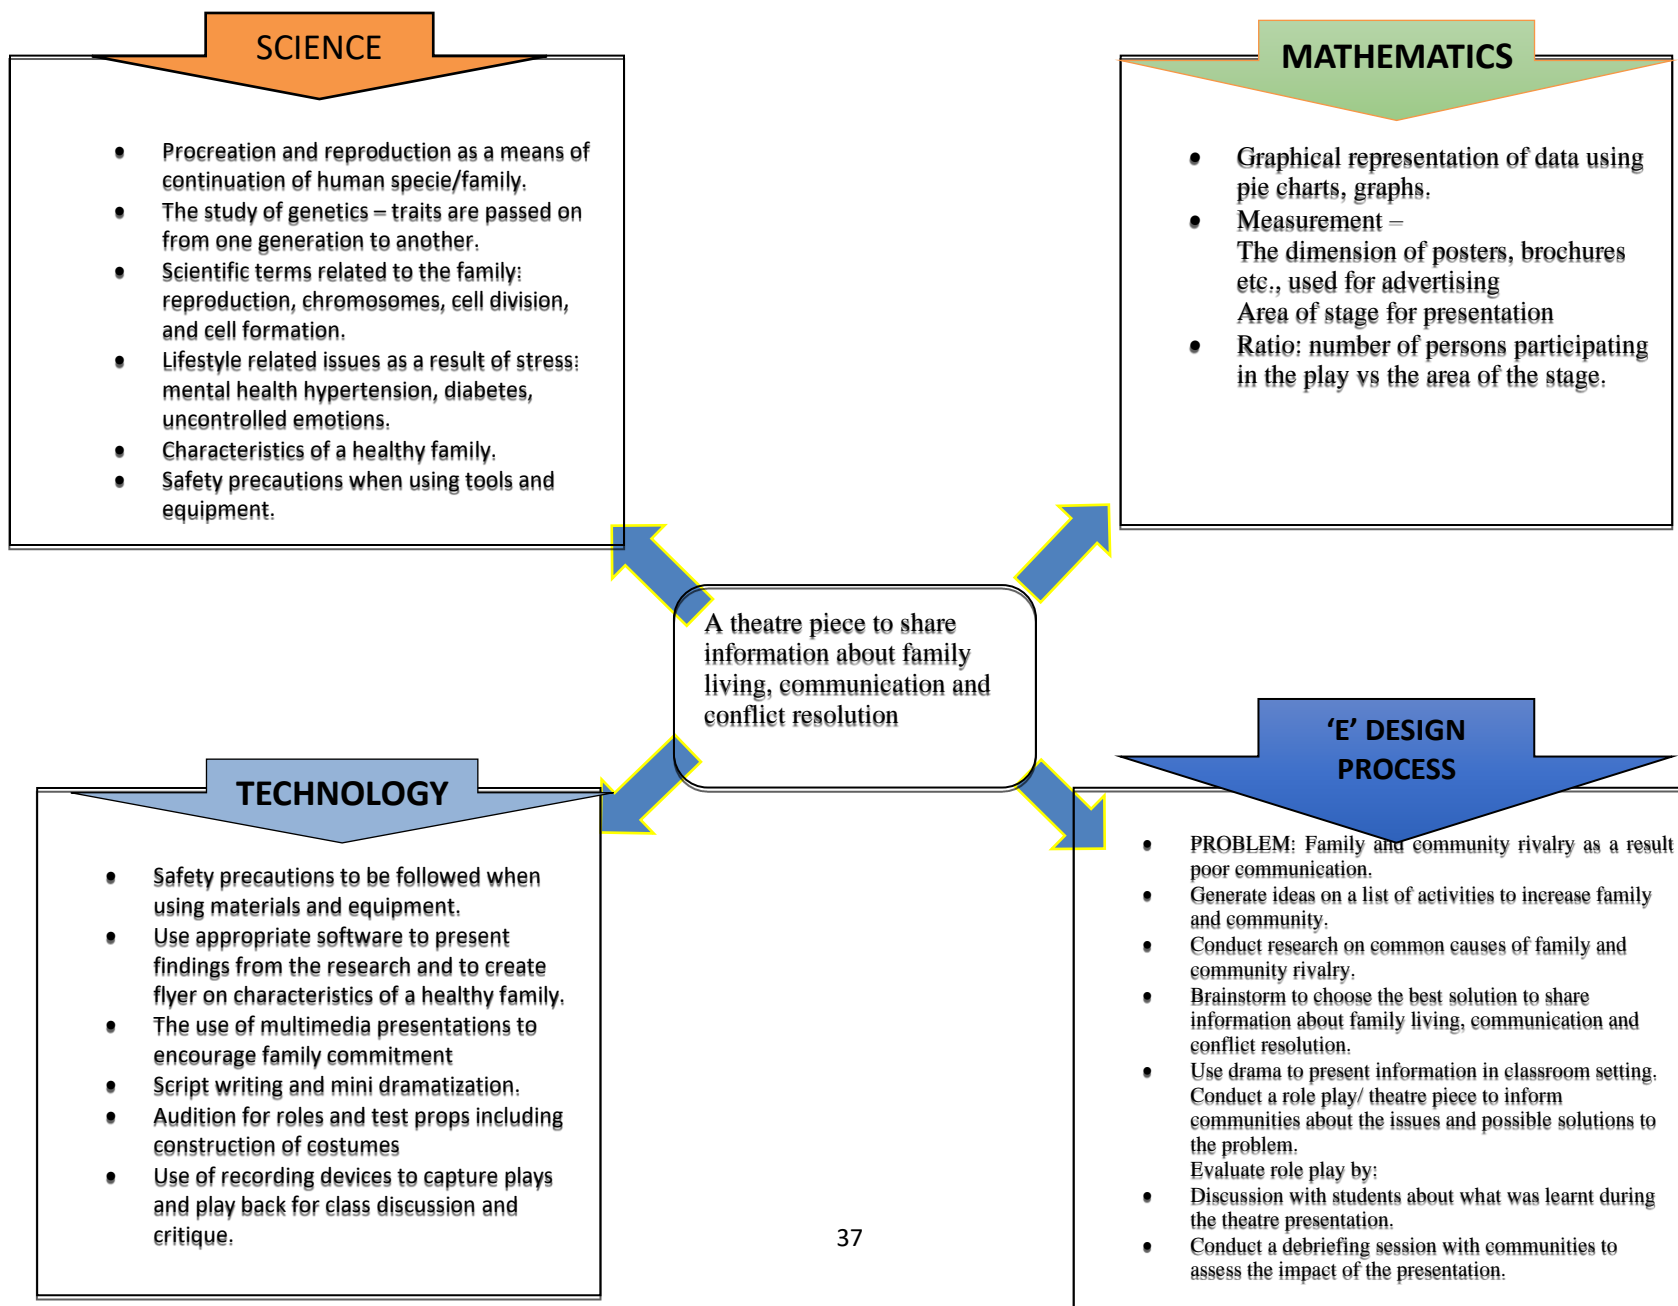 SCIENCE
• Procreation and reproduction as a means of
continuation of human specie/family.
• The study of genetics – traits are passed on
from one generation to another.
• Scientific terms related to the family:
reproduction, chromosomes, cell division,
and cell formation.
• Lifestyle related issues as a result of stress:
mental health hypertension, diabetes,
uncontrolled emotions.
• Characteristics of a healthy family.
• Safety precautions when using tools and
equipment.
MATHEMATICS
• Graphical representation of data using
pie charts, graphs.
• Measurement –
The dimension of posters, brochures
etc., used for advertising
Area of stage for presentation
• Ratio: number of persons participating
in the play vs the area of the stage.
A theatre piece to share
information about family
living, communication and
conflict resolution
TECHNOLOGY
• Safety precautions to be followed when
using materials and equipment.
• Use appropriate software to present
findings from the research and to create
flyer on characteristics of a healthy family.
• The use of multimedia presentations to
encourage family commitment
• Script writing and mini dramatization.
• Audition for roles and test props including
construction of costumes
• Use of recording devices to capture plays
and play back for class discussion and
critique.
‘E’ DESIGN
PROCESS
• PROBLEM: Family and community rivalry as a result
poor communication.
• Generate ideas on a list of activities to increase family
and community.
• Conduct research on common causes of family and
community rivalry.
• Brainstorm to choose the best solution to share
information about family living, communication and
conflict resolution.
• Use drama to present information in classroom setting.
Conduct a role play/ theatre piece to inform
communities about the issues and possible solutions to
the problem.
Evaluate role play by:
• Discussion with students about what was learnt during
the theatre presentation.
• Conduct a debriefing session with communities to
assess the impact of the presentation.
37